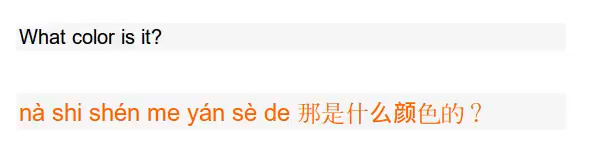 What color is it?
nà shi shén me yán sè de 那是什么颜色的？